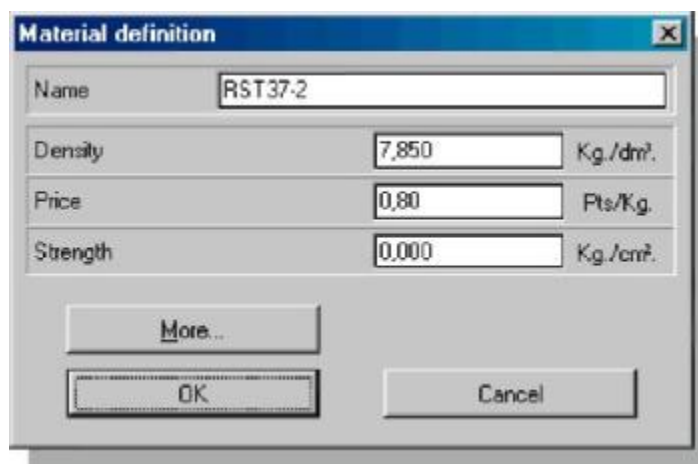 Material definition
Name RST37-2
Density 7,850 Kg./dm³.
Price 0,80 Pts/Kg.
Strength 0,000 Kg./cm².
More...
OK Cancel